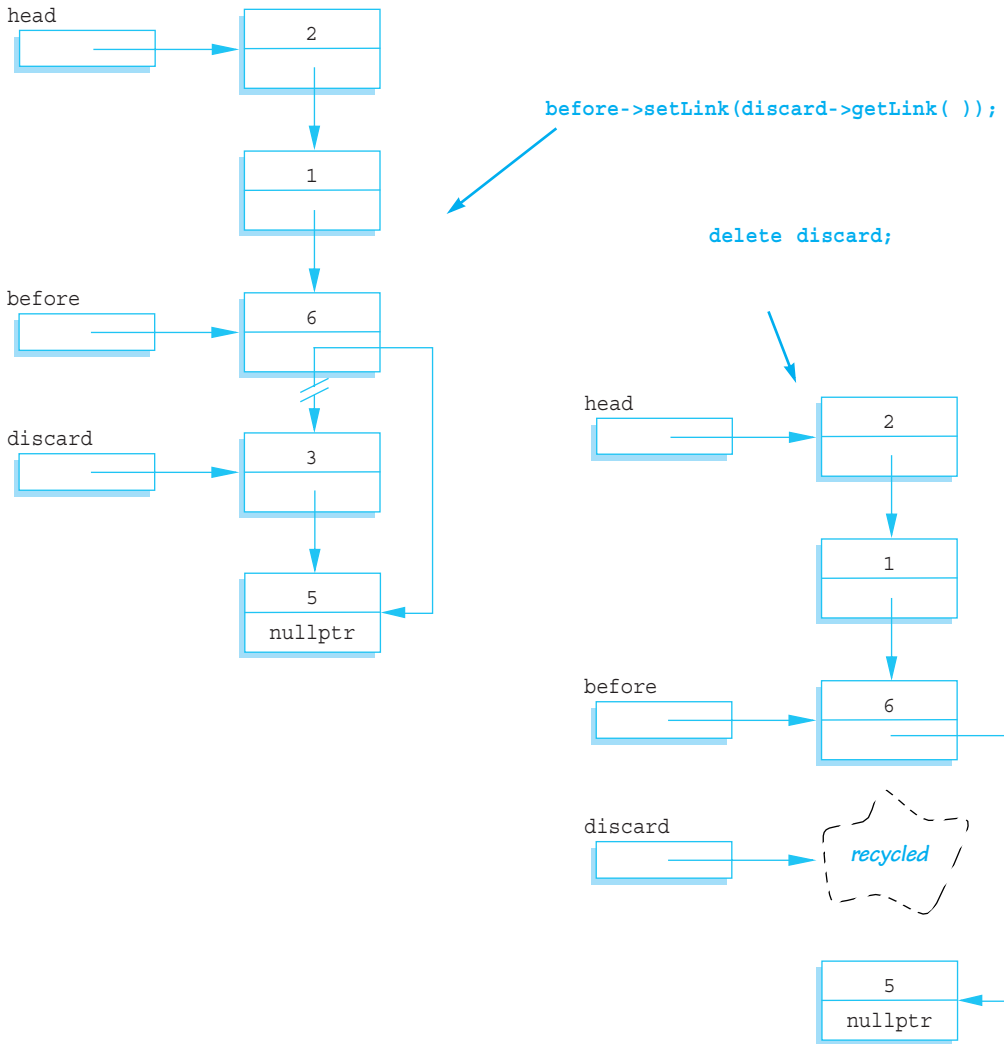 head
2
before->setLink(discard->getLink( ));
1
delete discard;
before
6
discard
3
5
nullptr
head
2
1
before
6
discard
recycled
5
nullptr